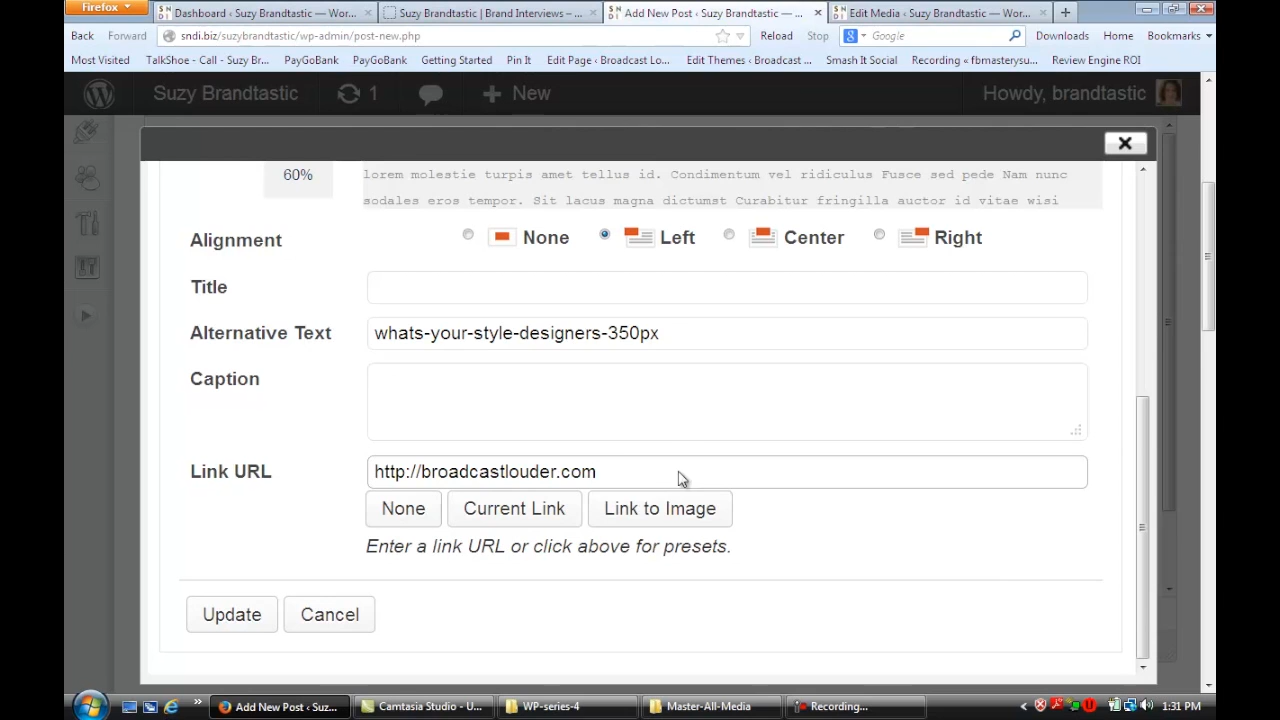 Firefox
Dashboard ‹ Suzy Brandtastic — Wor...
Suzy Brandtastic | Brand Interviews – ...
Add New Post ‹ Suzy Brandtastic — ...
Edit Media ‹ Suzy Brandtastic — Wor...
Back Forward sndi.biz/suzybrandtastic/wp-admin/post-new.php Reload Stop Google Downloads Home Bookmarks
Most Visited TalkShoe - Call - Suzy Br... PayGoBank PayGoBank Getting Started Pin It Edit Page ‹ Broadcast Lo... Edit Themes ‹ Broadcast ... Smash It Social Recording « fbmasterysu... Review Engine ROI
Suzy Brandtastic 1 New Howdy, brandtastic
60% lorem molestie turpis amet tellus id. Condimentum vel ridiculus Fusce sed pede Nam nunc
sodales eros tempor. Sit lacus magna dictumst Curabitur fringilla auctor id vitae wisi
Alignment None Left Center Right
Title
Alternative Text whats-your-style-designers-350px
Caption
Link URL http://broadcastlouder.com
None Current Link Link to Image
Enter a link URL or click above for presets.
Update Cancel
Add New Post ‹ Suz... Camtasia Studio - U... WP-series-4 Master-All-Media Recording... 1:31 PM